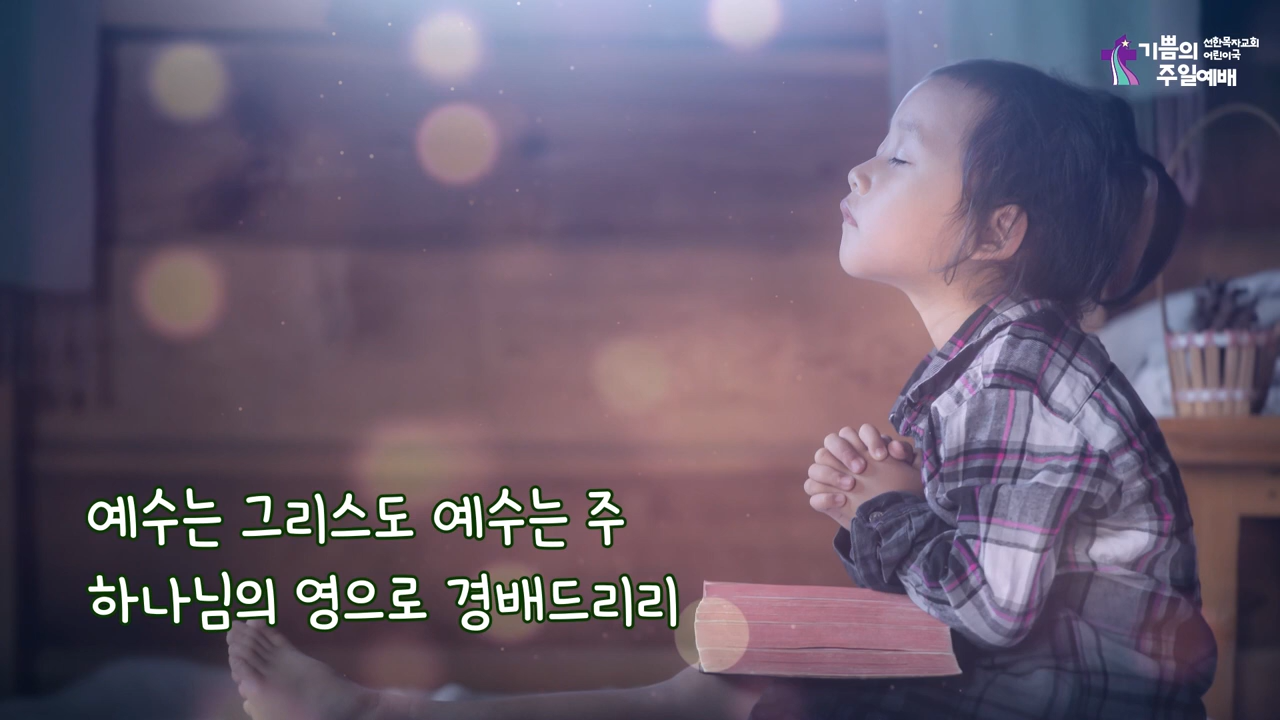 기쁨의 선한목자교회
어린이국
주일예배
예수는 그리스도 예수는 주
하나님의 영으로 경배드리리